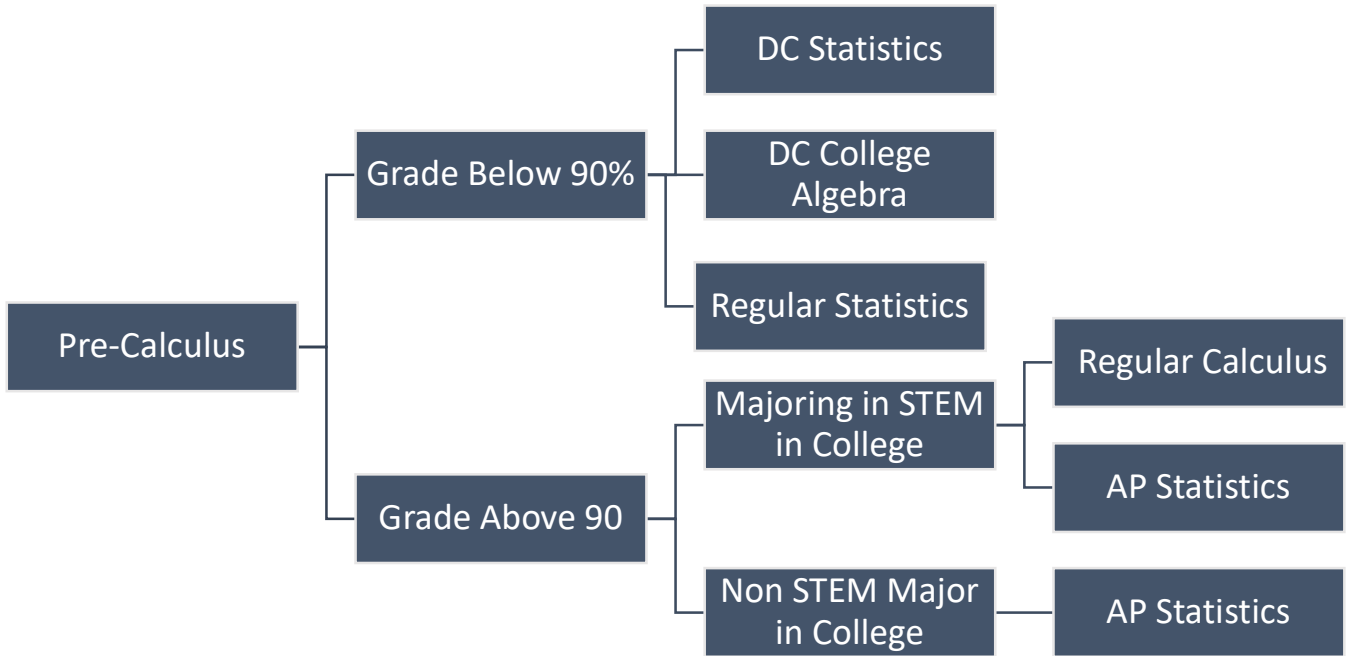 DC Statistics
Grade Below 90%
DC College
Algebra
Regular Statistics
Pre-Calculus
Regular Calculus
Majoring in STEM
in College
AP Statistics
Grade Above 90
Non STEM Major
in College
AP Statistics